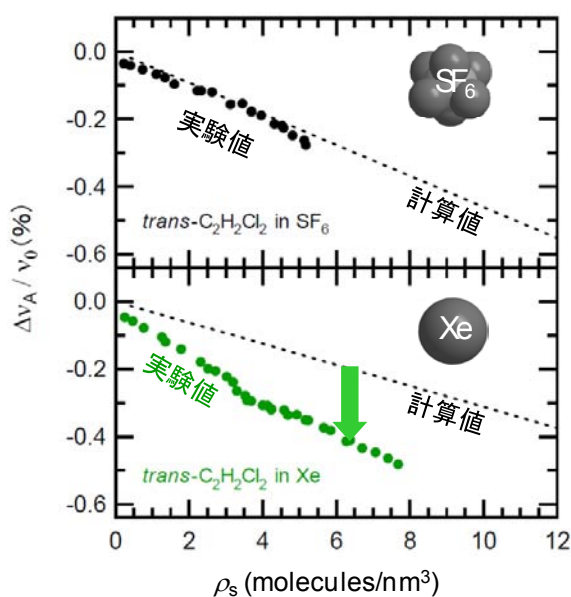 0.0
-0.2
-0.4
-0.6
SF₆
実験値
計算値
trans-C₂H₂Cl₂ in SF₆
Δν_A / ν₀ (%)
0.0
-0.2
-0.4
-0.6
Xe
実験値
計算値
trans-C₂H₂Cl₂ in Xe
0 2 4 6 8 10 12
ρₛ (molecules/nm³)